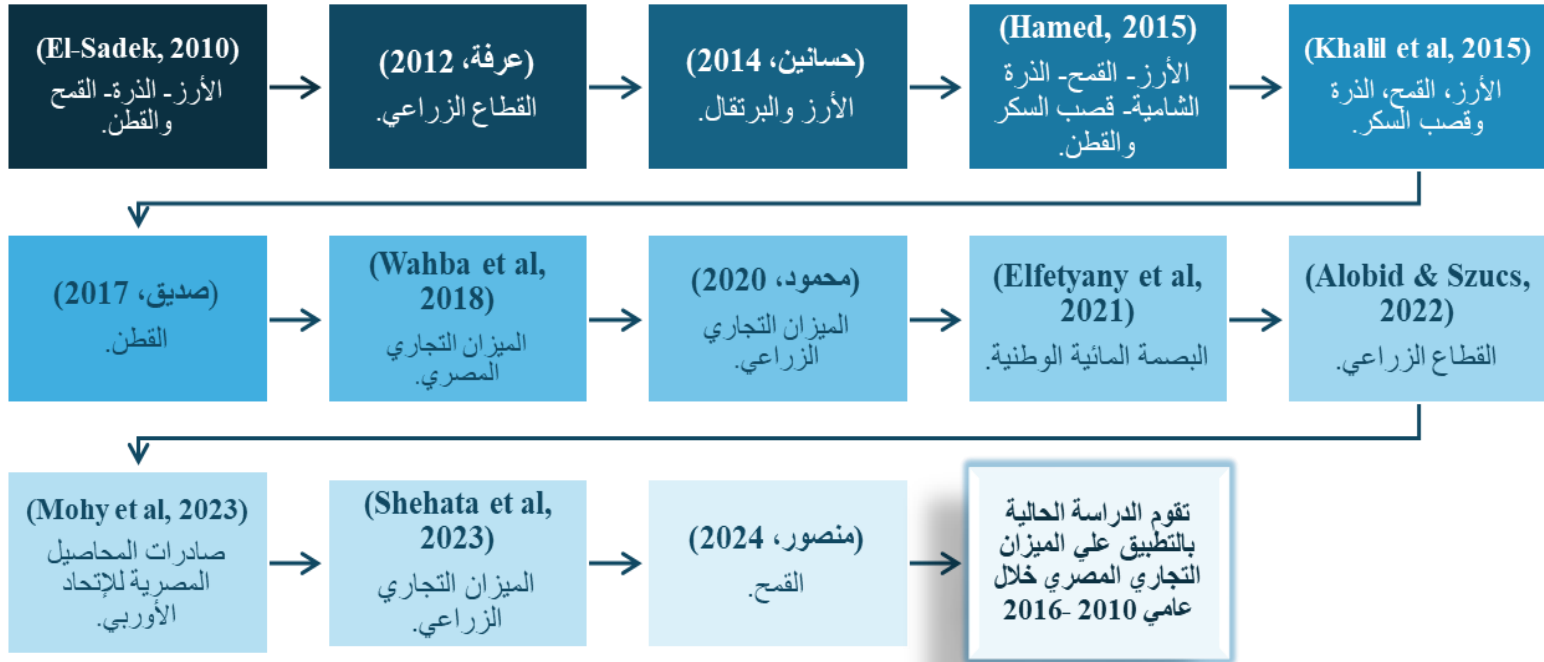 (El-Sadek, 2010)
الأرز- الذرة- القمح
والقطن.
(عرفة، 2012)
القطاع الزراعي.
(حسانين، 2014)
الأرز والبرتقال.
(Hamed, 2015)
الأرز- القمح- الذرة
الشامية- قصب السكر
والقطن.
(Khalil et al, 2015)
الأرز، القمح، الذرة
وقصب السكر.
(صديق، 2017)
القطن.
(Wahba et al,
2018)
الميزان التجاري
المصري.
(محمود، 2020)
الميزان التجاري
الزراعي.
(Elfetyany et al,
2021)
البصمة المائية الوطنية.
(Alobid & Szucs,
2022)
القطاع الزراعي.
(Mohy et al, 2023)
صادرات المحاصيل
المصرية للإتحاد
الأوربي.
(Shehata et al,
2023)
الميزان التجاري
الزراعي.
(منصور، 2024)
القمح.
تقوم الدراسة الحالية
بالتطبيق علي الميزان
التجاري المصري خلال
عامي 2010 -2016